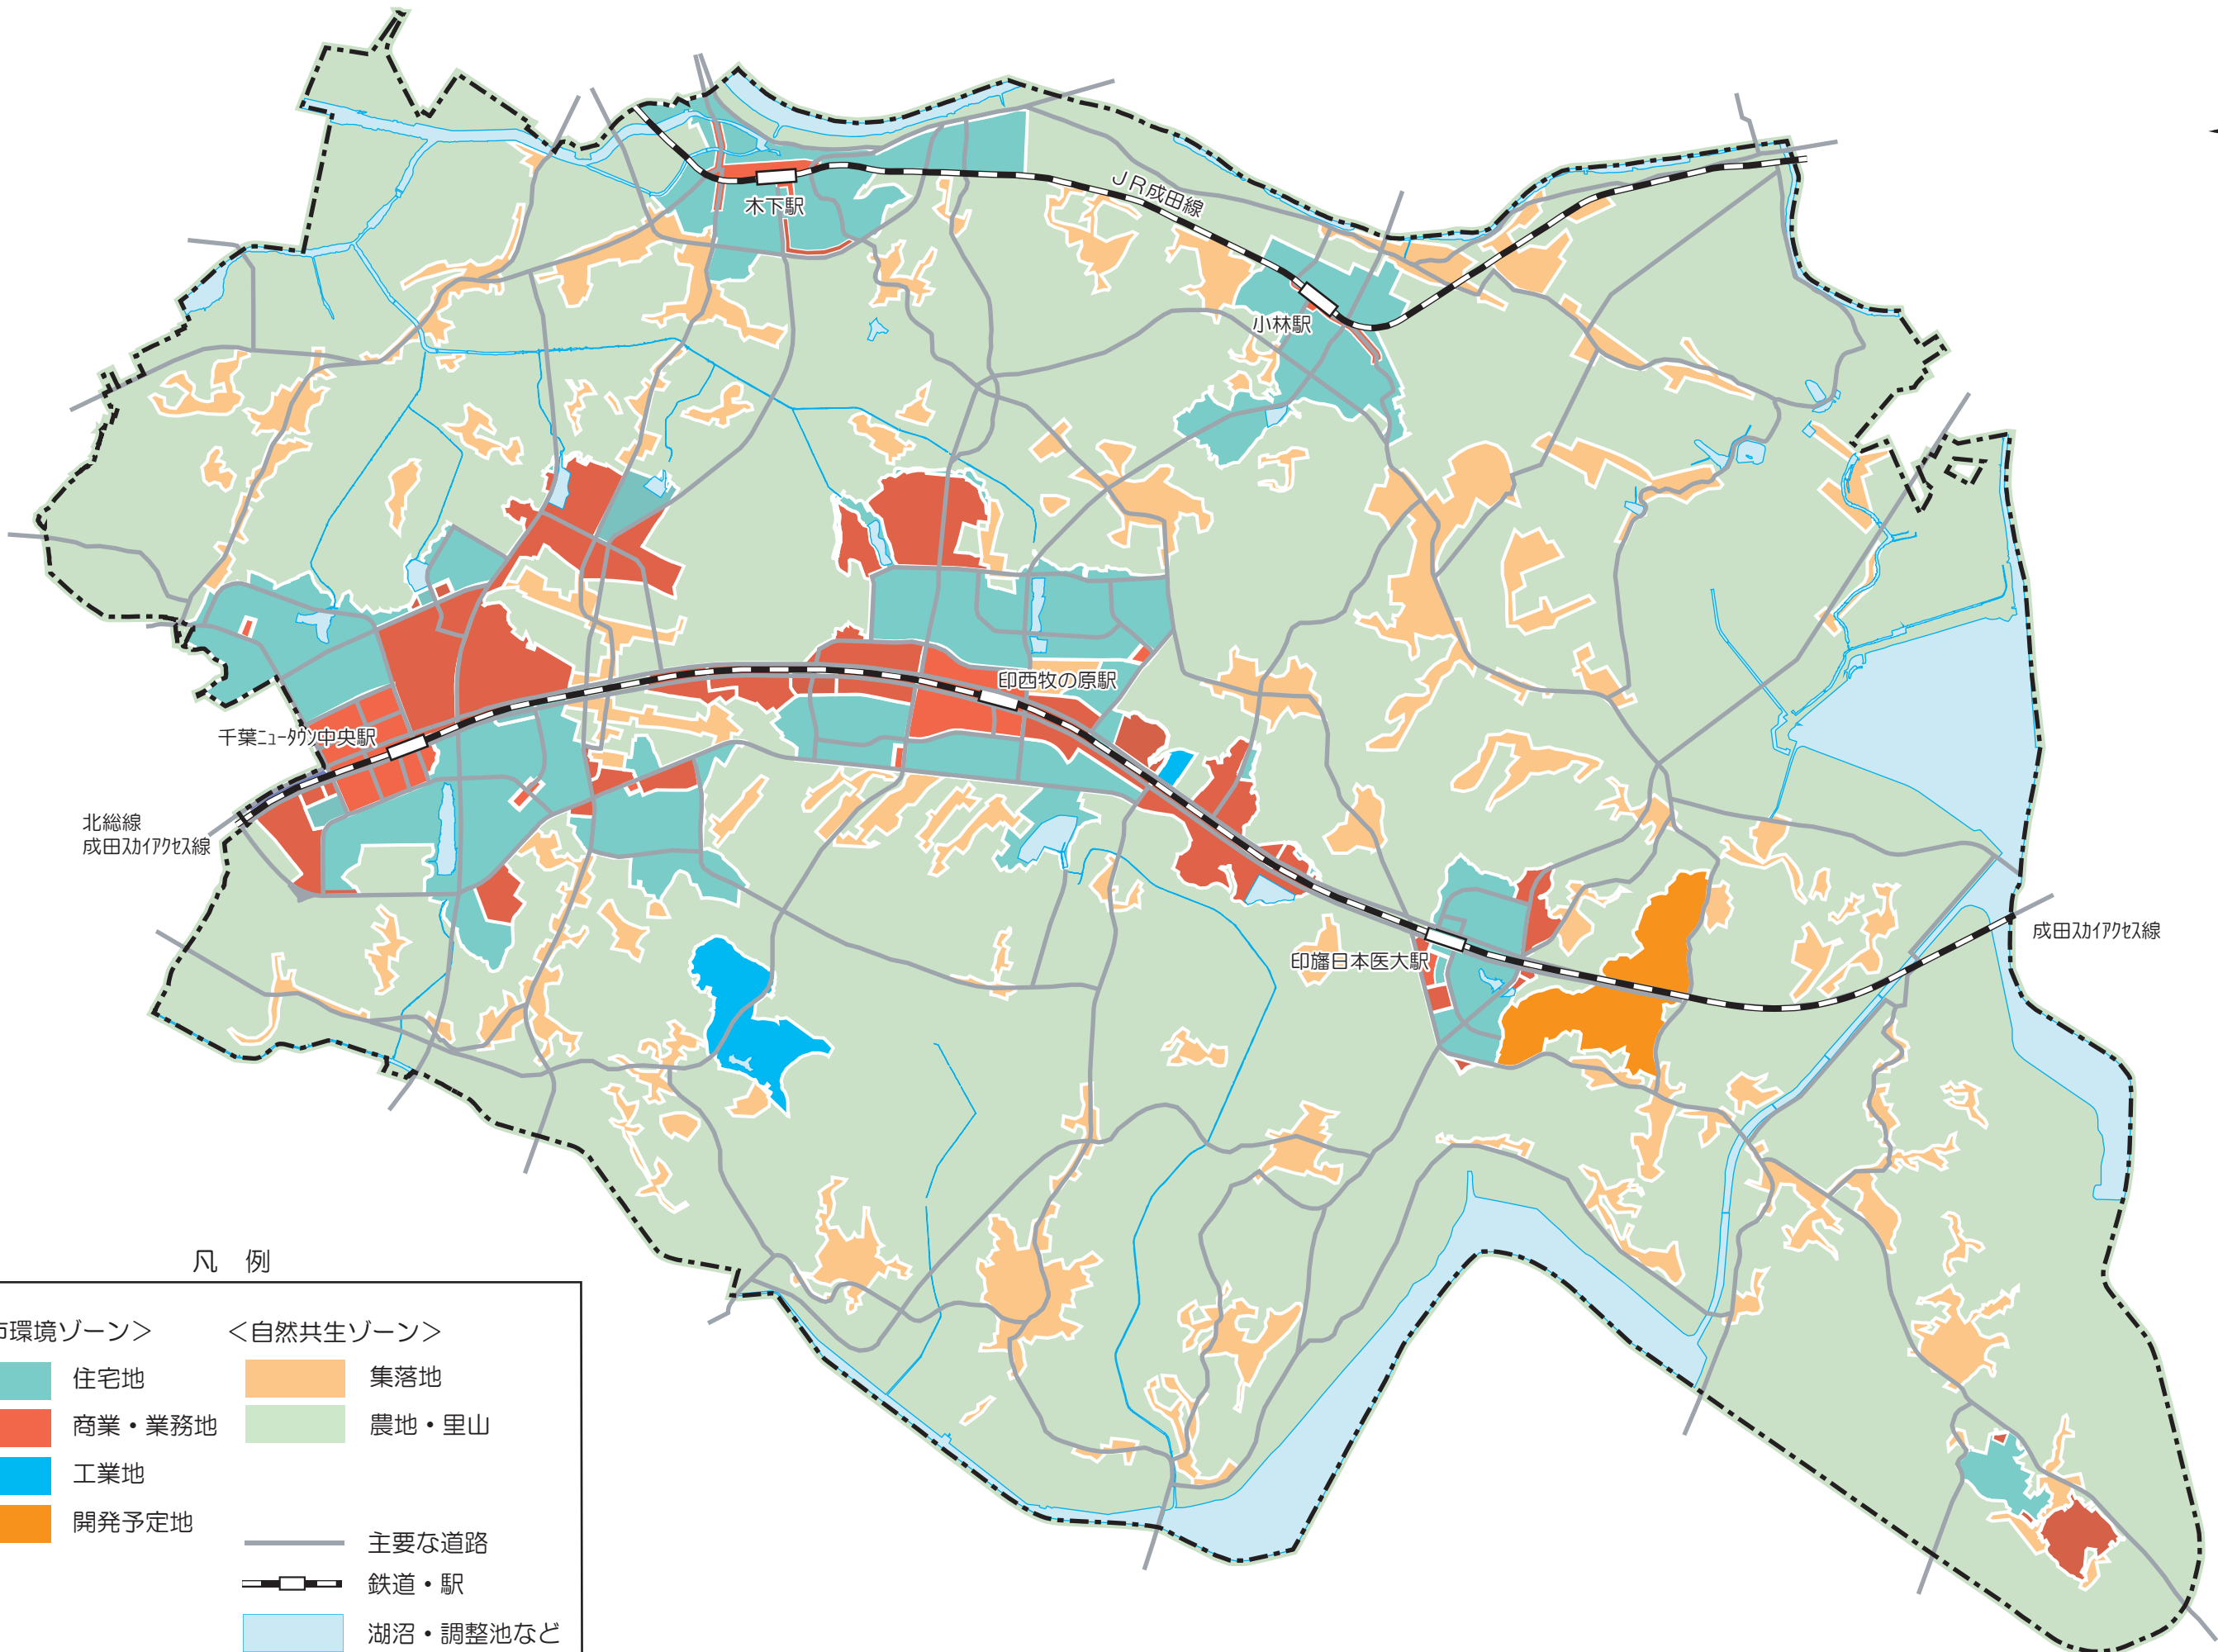 木下駅
JR成田線
小林駅
印西牧の原駅
千葉ニュータウン中央駅
北総線
成田スカイアクセス線
印旛日本医大駅
成田スカイアクセス線
凡 例
環境ゾーン＞
＜自然共生ゾーン＞
住宅地
集落地
商業・業務地
農地・里山
工業地
開発予定地
主要な道路
鉄道・駅
湖沼・調整池など